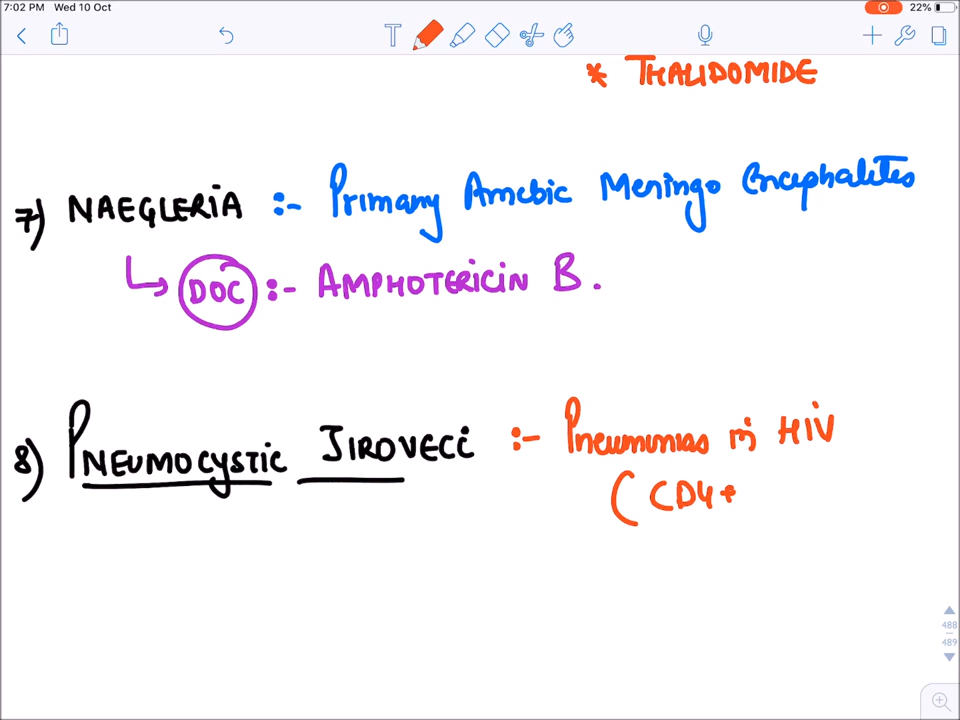 7:02 PM Wed 10 Oct 22%
T
* THALIDOMIDE
7) NAEGLERIA :- Primary Amebic Meningo Encephalites
DOC :- AMPHOTERICIN B.
8) PNEUMOCYSTIC JIROVECI :- Pneumonias in HIV
( CD4+
488
489